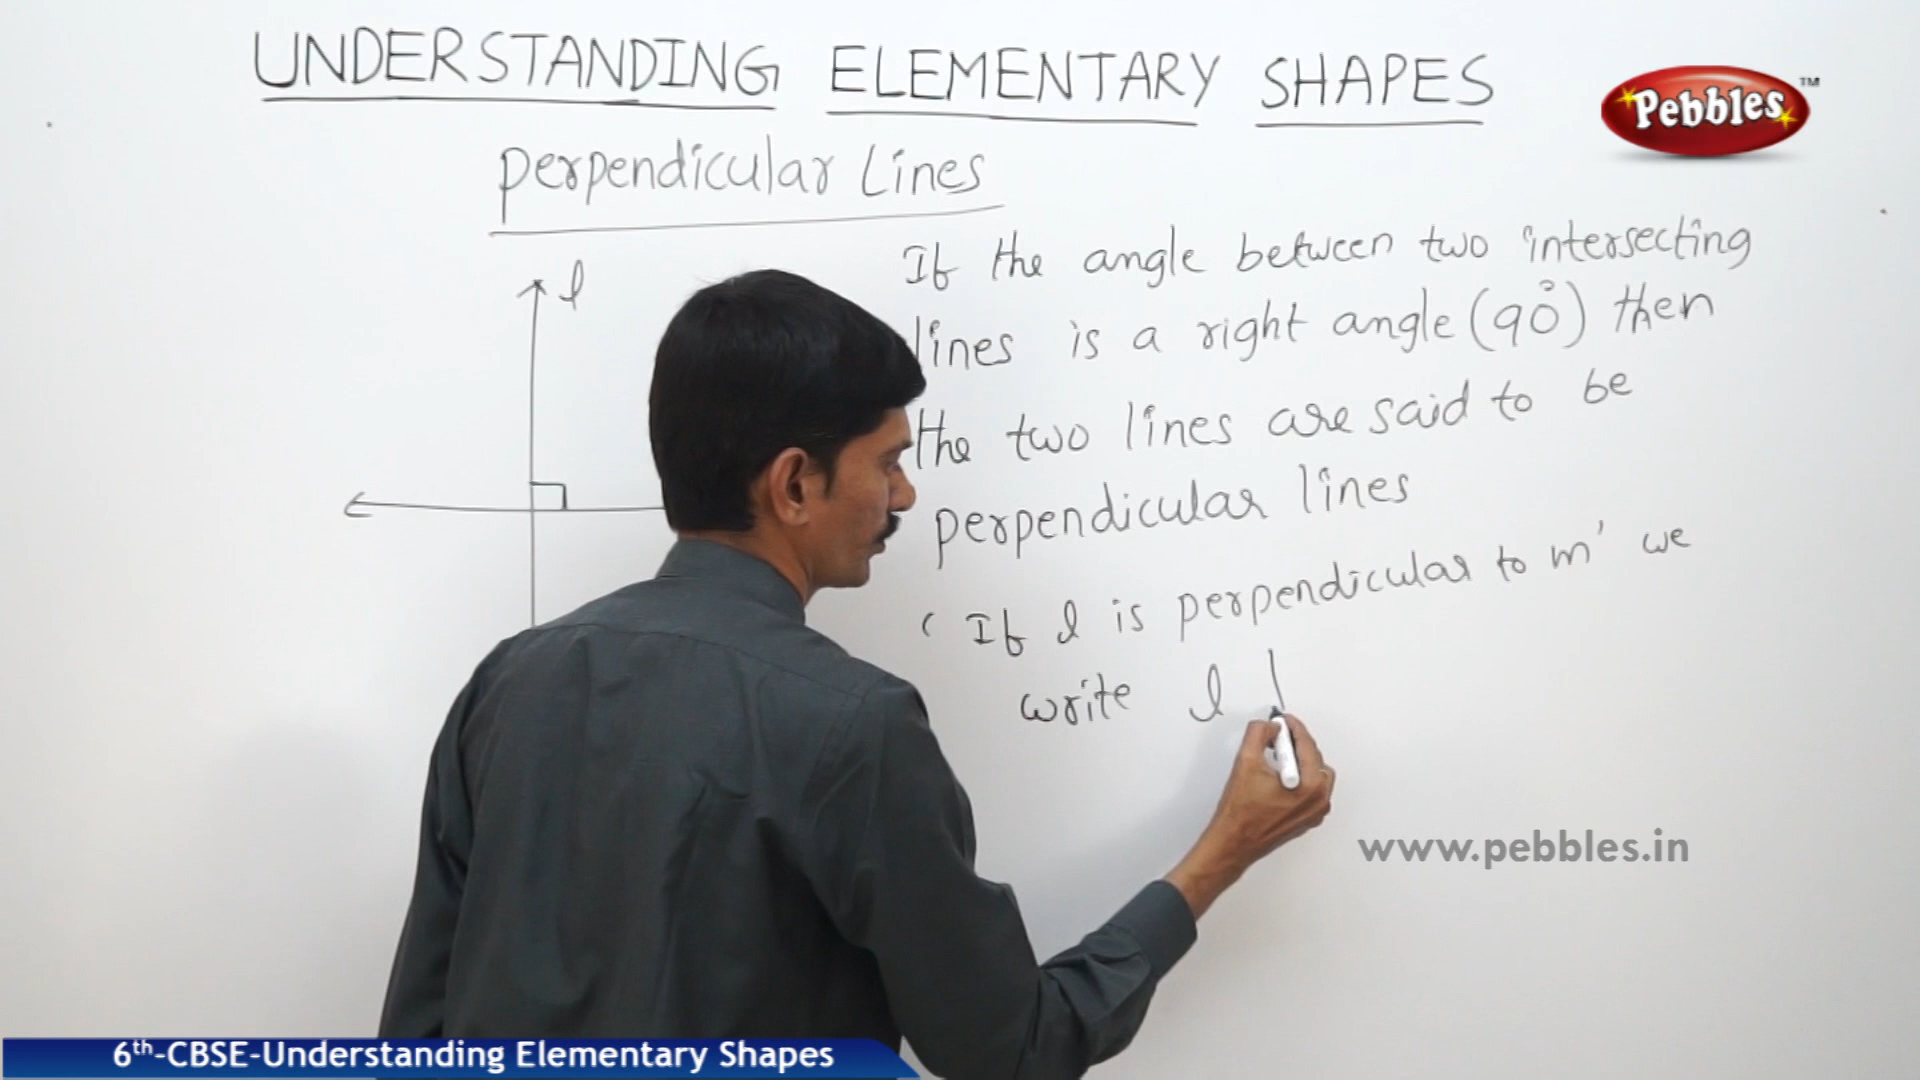 UNDERSTANDING ELEMENTARY SHAPES
Pebbles™
perpendicular Lines
l
If the angle between two intersecting
lines is a right angle (90°) then
the two lines are said to be
perpendicular lines
‘ If l is perpendicular to m’ we
write l |
www.pebbles.in
6th-CBSE-Understanding Elementary Shapes